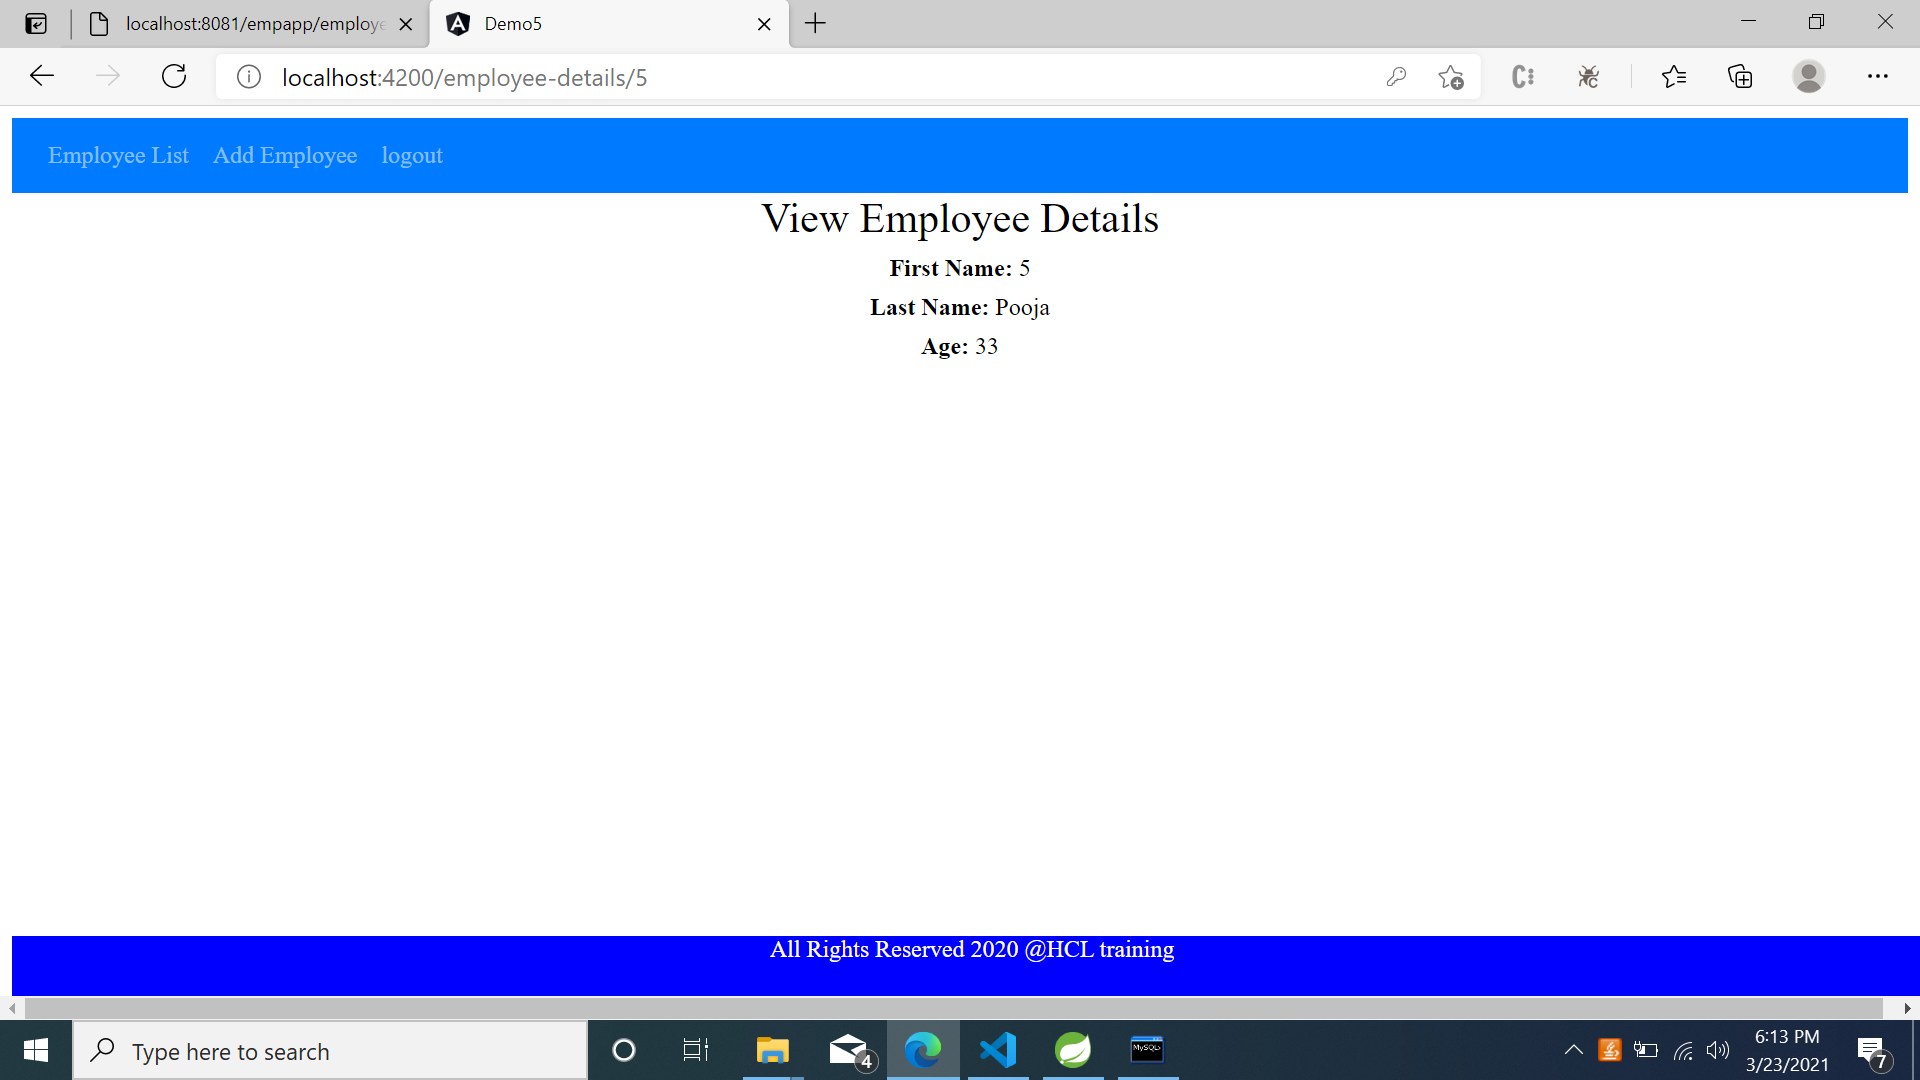 localhost:8081/empapp/employe
Demo5
localhost:4200/employee-details/5
Employee List Add Employee logout
View Employee Details
First Name: 5
Last Name: Pooja
Age: 33
All Rights Reserved 2020 @HCL training
Type here to search
4
MySQL
6:13 PM
3/23/2021
7